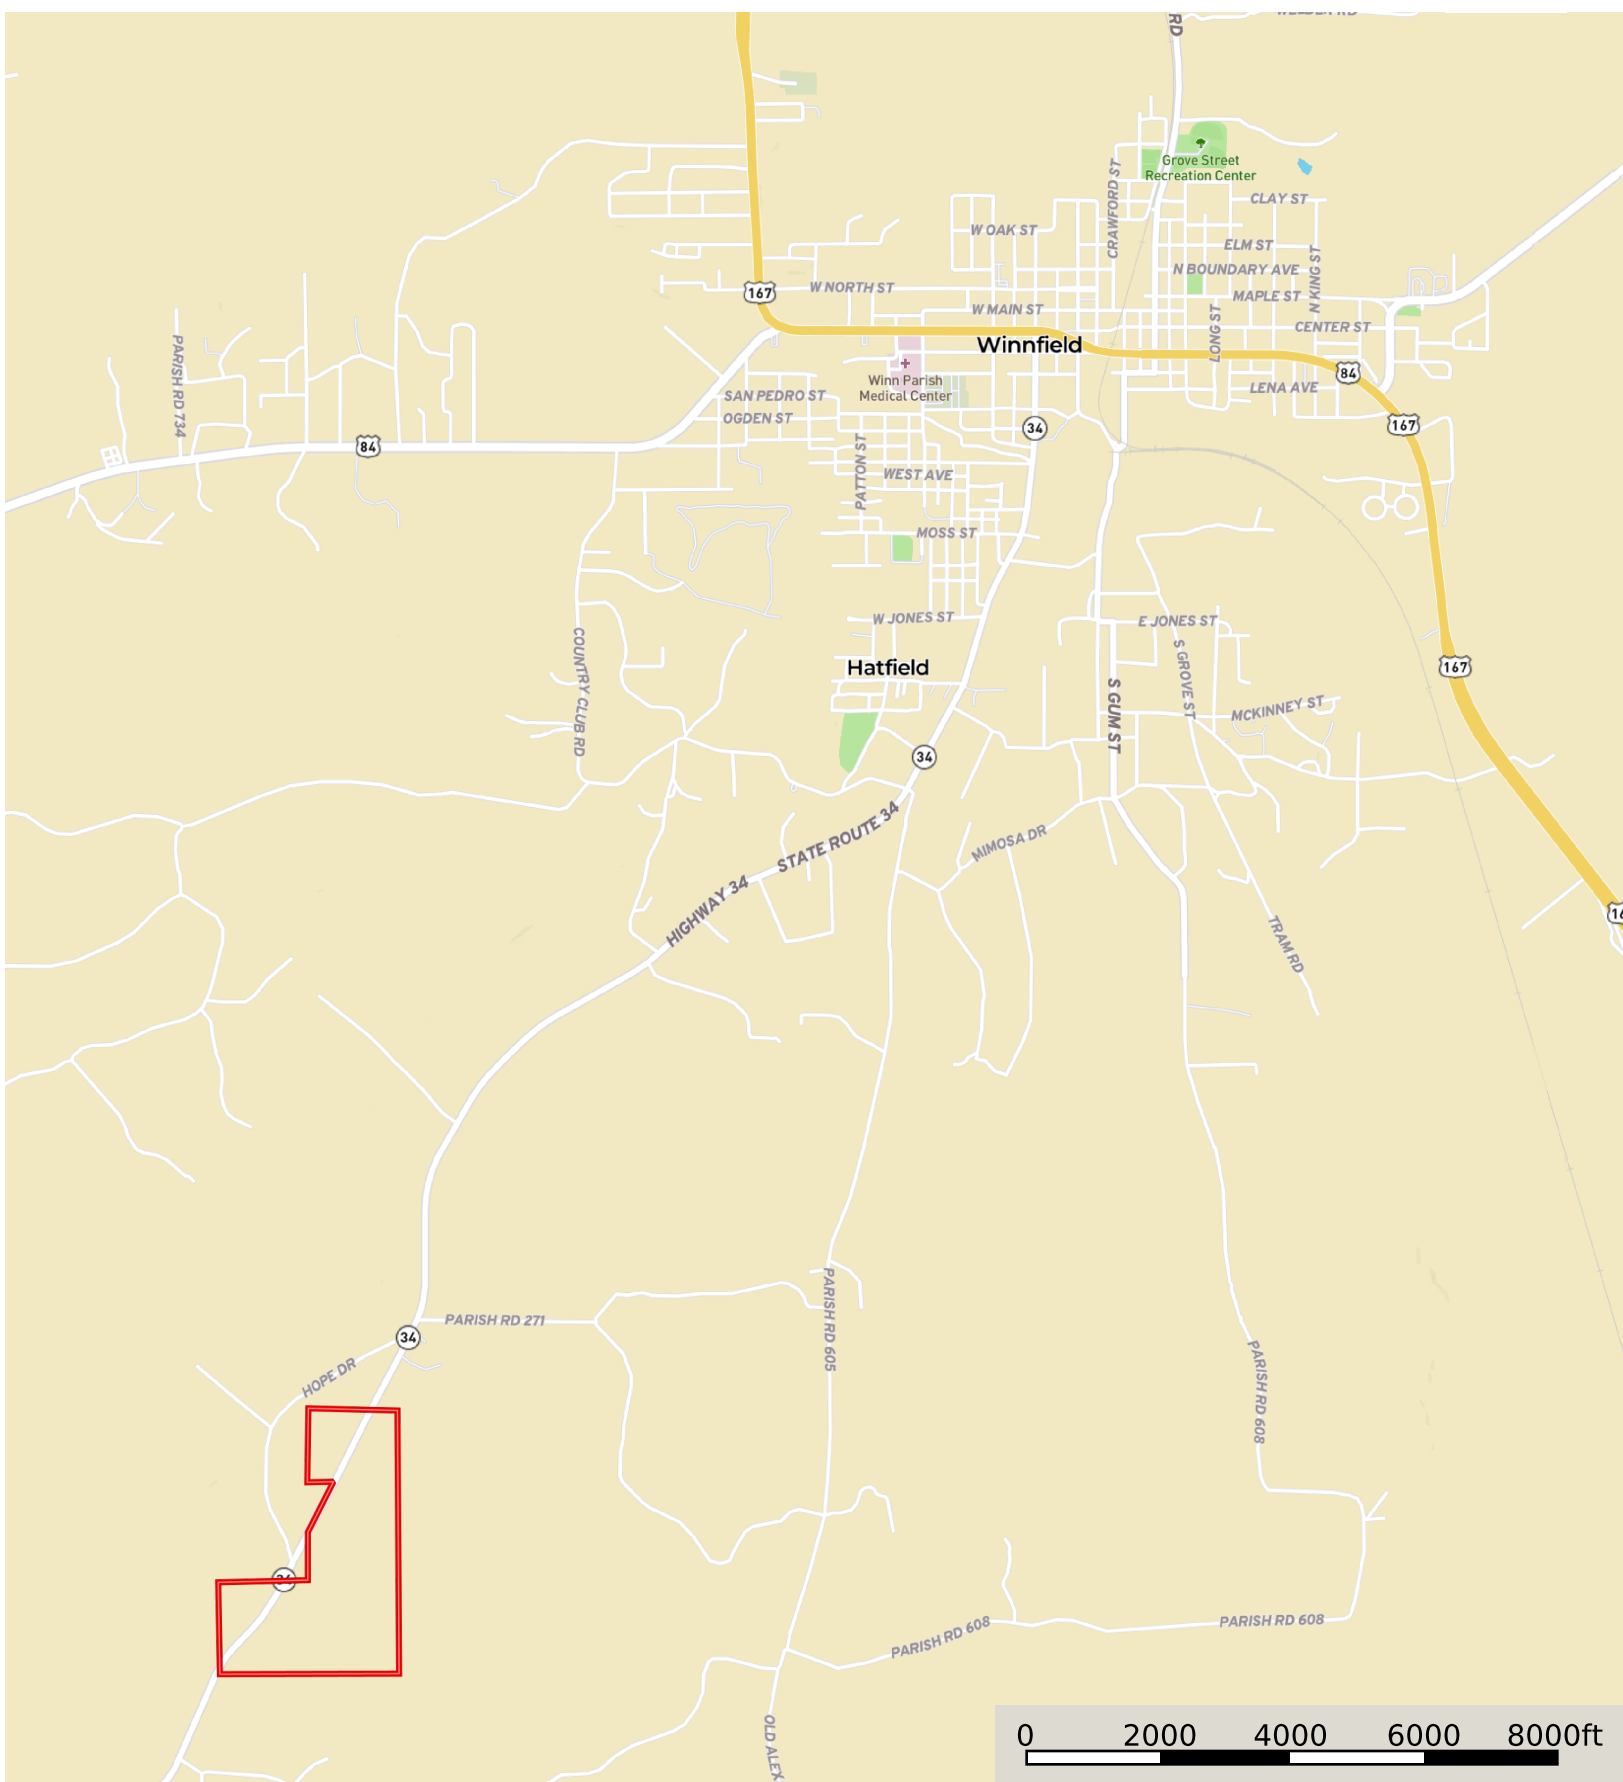 RD
Grove Street
Recreation Center
CLAY ST
CRAWFORD ST
W OAK ST
ELM ST
N BOUNDARY AVE
N KING ST
W NORTH ST
167
MAPLE ST
W MAIN ST
LONG ST
CENTER ST
Winnfield
PARISH RD 734
84
Winn Parish
Medical Center
SAN PEDRO ST
LENA AVE
OGDEN ST
167
34
84
PATTON ST
WEST AVE
MOSS ST
W JONES ST
E JONES ST
COUNTRY CLUB RD
Hatfield
S GROVE ST
167
S GUM ST
MCKINNEY ST
34
STATE ROUTE 34
MIMOSA DR
HIGHWAY 34
TRAM RD
PARISH RD 605
PARISH RD 271
34
HOPE DR
PARISH RD 608
34
PARISH RD 608
PARISH RD 608
OLD ALEX
0 2000 4000 6000 8000ft